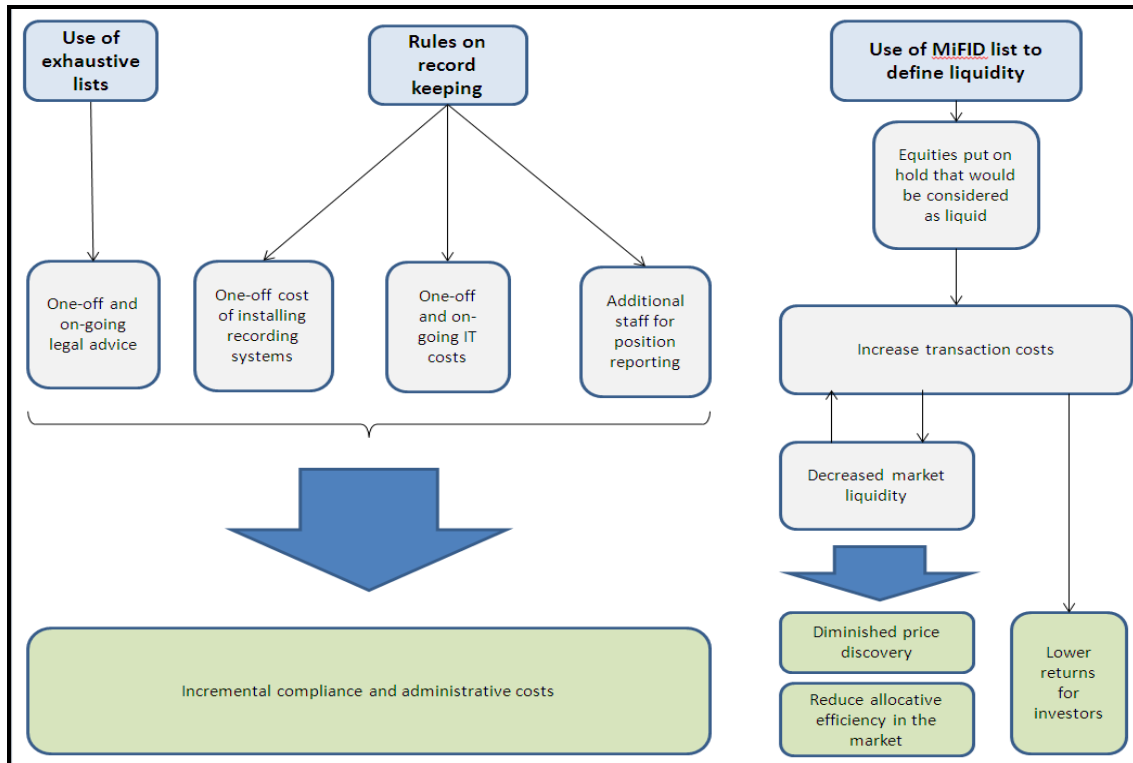 Use of
exhaustive
lists
Rules on
record
keeping
Use of MiFID list to
define liquidity
Equities put on
hold that would
be considered
as liquid
One-off and
on-going
legal advice
One-off cost
of installing
recording
systems
One-off
and on-
going IT
costs
Additional
staff for
position
reporting
Increase transaction costs
Decreased market
liquidity
Incremental compliance and administrative costs
Diminished price
discovery
Reduce allocative
efficiency in the
market
Lower
returns
for
investors